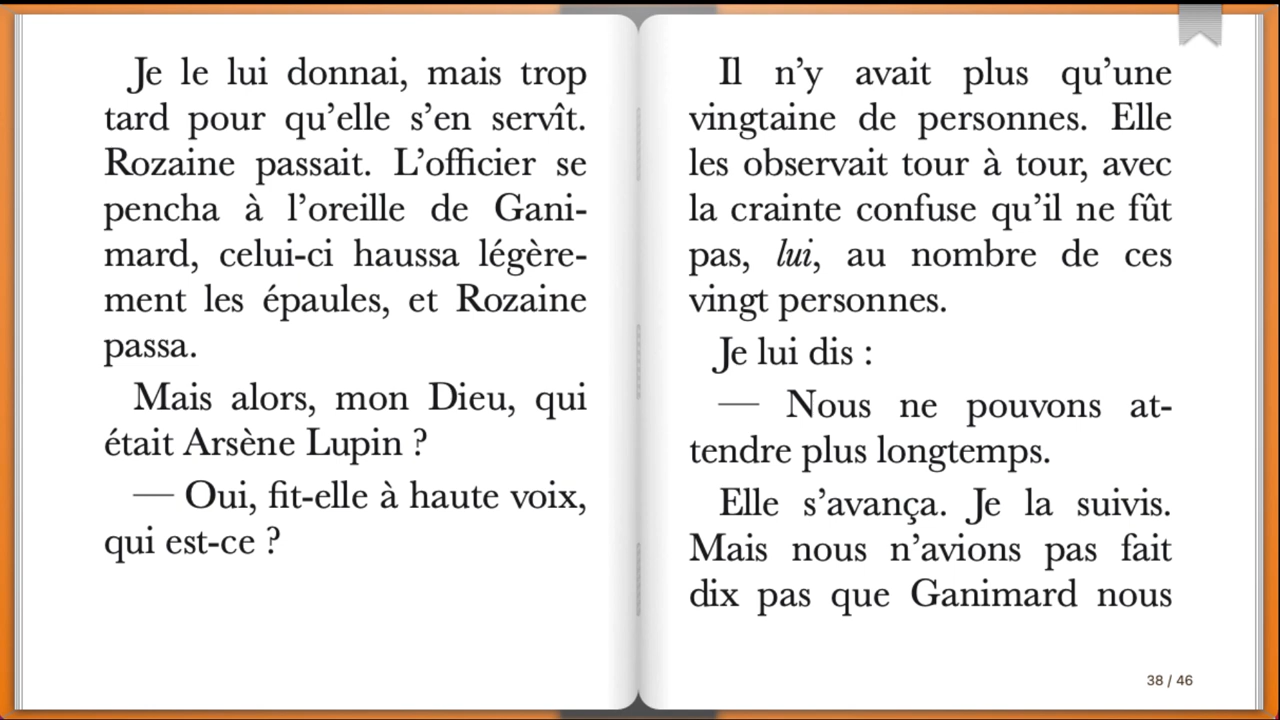 Je le lui donnai, mais trop
tard pour qu’elle s’en servît.
Rozaine passait. L’officier se
pencha à l’oreille de Gani-
mard, celui-ci haussa légère-
ment les épaules, et Rozaine
passa.
Mais alors, mon Dieu, qui
était Arsène Lupin ?
— Oui, fit-elle à haute voix,
qui est-ce ?
Il n’y avait plus qu’une
vingtaine de personnes. Elle
les observait tour à tour, avec
la crainte confuse qu’il ne fût
pas, lui, au nombre de ces
vingt personnes.
Je lui dis :
— Nous ne pouvons at-
tendre plus longtemps.
Elle s’avança. Je la suivis.
Mais nous n’avions pas fait
dix pas que Ganimard nous
38 / 46